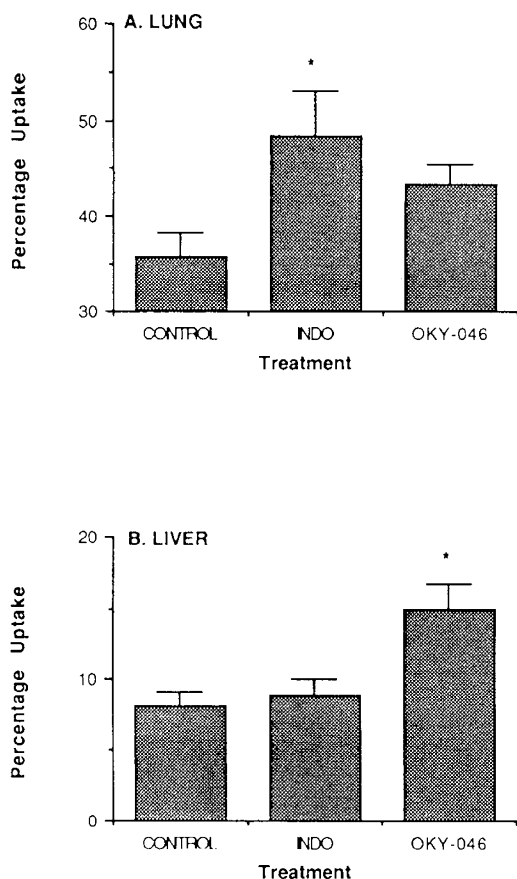 A. LUNG
Percentage Uptake
60
50
40
30
*
CONTROL INDO OKY-046
Treatment
B. LIVER
Percentage Uptake
20
10
0
*
CONTROL INDO OKY-046
Treatment